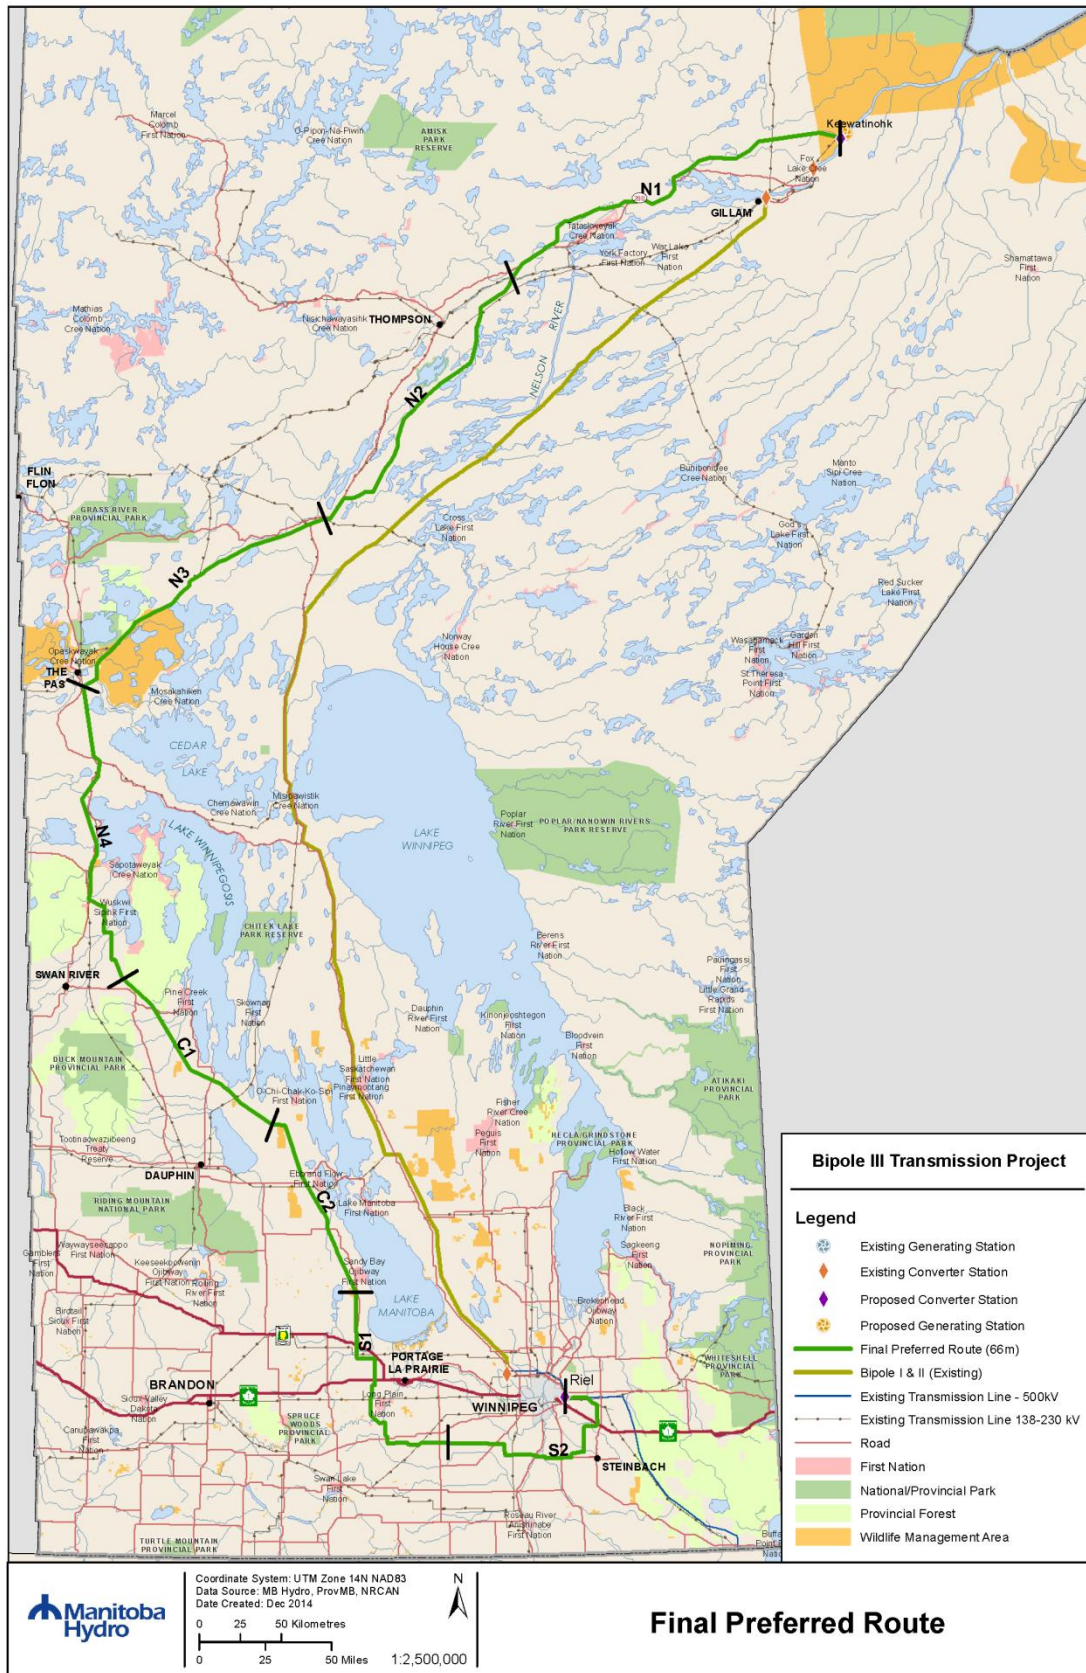 Keewatinohk
Marcel
Colomb
First Nation
O-Pipon-Na-Piwin
Cree Nation
AMISK
PARK
RESERVE
Fox
Lake Cree
Nation
N1
GILLAM
Tataskweyak
Cree Nation
York Factory
First Nation
War Lake
First
Nation
Shamattawa
First
Nation
Mathias
Colomb
Cree Nation
Nisichawayasihk
Cree Nation
THOMPSON
NELSON
RIVER
N2
FLIN
FLON
GRASS RIVER
PROVINCIAL PARK
Bunibonibee
Cree Nation
Manto
Sipi Cree
Nation
Cross
Lake First
Nation
God's
Lake First
Nation
N3
Red Sucker
Lake First
Nation
Norway
House Cree
Nation
Wasagamack
First
Nation
Garden
Hill First
Nation
St Theresa
Point First
Nation
Opaskwayak
Cree Nation
THE
PAS
Mosakahiken
Cree Nation
CEDAR
LAKE
Chemawawin
Cree Nation
Misipawistik
Cree Nation
LAKE WINNIPEGOSIS
LAKE
WINNIPEG
Poplar
River First
Nation
POPLAR/NANOWIN RIVERS
PARK RESERVE
N4
Sapotaweyak
Cree Nation
Wuskwi
Sipihk First
Nation
CHITEK LAKE
PARK RESERVE
Berens
River First
Nation
Pauingassi
First
Nation
Little Grand
Rapids
First Nation
SWAN RIVER
Pine Creek
First
Nation
Skownan
First
Nation
Dauphin
River First
Nation
Kinonjeoshtegon
First
Nation
Bloodvein
First
Nation
C1
DUCK MOUNTAIN
PROVINCIAL PARK
Little
Saskatchewan
First Nation
Pinaymootang
First Nation
ATIKAKI
PROVINCIAL
PARK
O-Chi-Chak-Ko-Sipi
First Nation
Fisher
River Cree
Nation
Peguis
First
Nation
HECLA/GRINDSTONE
PROVINCIAL PARK
Hollow Water
First Nation
Tootinaowaziibeeng
Treaty
Reserve
DAUPHIN
Ebb and Flow
First Nation
C2
Lake Manitoba
First Nation
RIDING MOUNTAIN
NATIONAL PARK
Black
River First
Nation
Sagkeeng
First
Nation
NOPIMING
PROVINCIAL
PARK
Gamblers
First
Nation
Waywayseecappo
First Nation
Keeseekoowenin
Ojibway
First Nation
Rolling
River First
Nation
Sandy Bay
Ojibway
First Nation
LAKE
MANITOBA
Birdtail
Sioux First
Nation
Brokenhead
Ojibway
Nation
S1
PORTAGE
LA PRAIRIE
WHITESHELL
PROVINCIAL
PARK
BRANDON
Sioux Valley
Dakota
Nation
Long Plain
First
Nation
Riel
WINNIPEG
Canupawakpa
First Nation
SPRUCE
WOODS
PROVINCIAL
PARK
S2
STEINBACH
Swan Lake
First
Nation
Roseau River
Anishinabe
First Nation
TURTLE MOUNTAIN
PROVINCIAL PARK
Bipole III Transmission Project
Legend
Existing Generating Station
Existing Converter Station
Proposed Converter Station
Proposed Generating Station
Final Preferred Route (66m)
Bipole I & II (Existing)
Existing Transmission Line - 500kV
Existing Transmission Line 138-230 kV
Road
First Nation
National/Provincial Park
Provincial Forest
Wildlife Management Area
Manitoba
Hydro
Coordinate System: UTM Zone 14N NAD83
Data Source: MB Hydro, ProvMB, NRCAN
Date Created: Dec 2014
N
0 25 50 Kilometres
0 25 50 Miles
1:2,500,000
Final Preferred Route